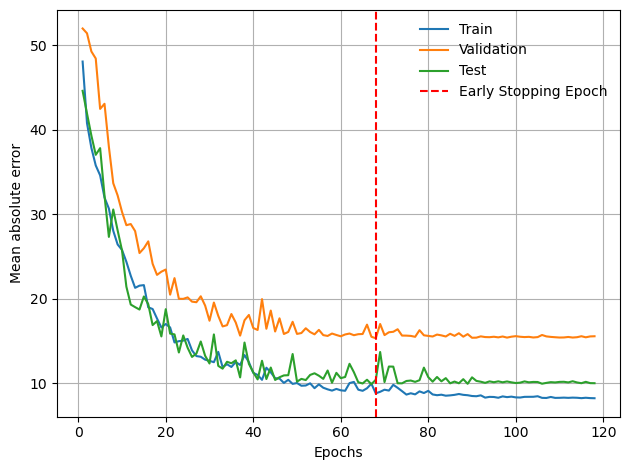 Train
Validation
Test
Early Stopping Epoch
Mean absolute error
50
40
30
20
10
0 20 40 60 80 100 120
Epochs